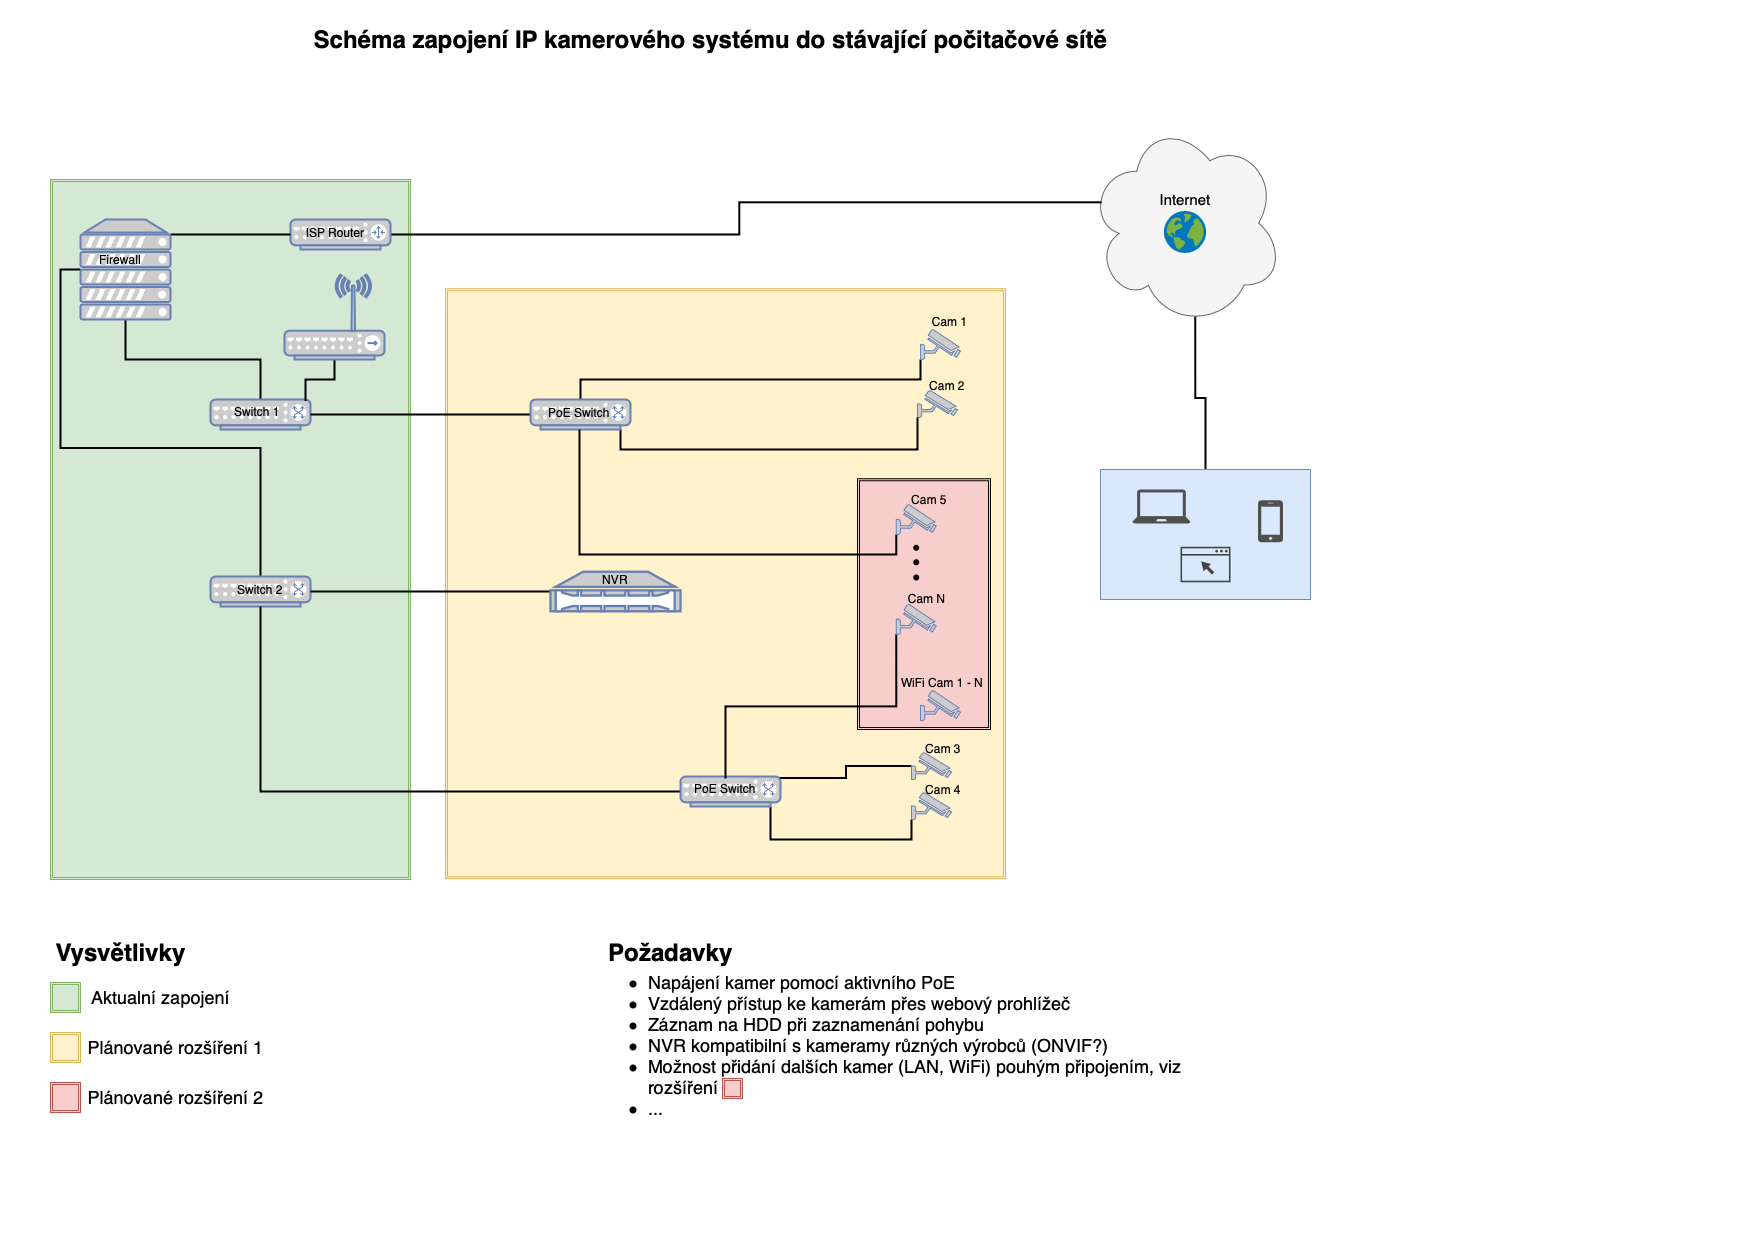 Schéma zapojení IP kamerového systému do stávající počitačové sítě
Internet
ISP Router
Firewall
Cam 1
Cam 2
Switch 1
PoE Switch
Cam 5
NVR
Switch 2
Cam N
WiFi Cam 1 - N
Cam 3
PoE Switch
Cam 4
Vysvětlivky
Aktualní zapojení
Plánované rozšíření 1
Plánované rozšíření 2
Požadavky
• Napájení kamer pomocí aktivního PoE
• Vzdálený přístup ke kamerám přes webový prohlížeč
• Záznam na HDD při zaznamenání pohybu
• NVR kompatibilní s kameramy různých výrobců (ONVIF?)
• Možnost přidání dalších kamer (LAN, WiFi) pouhým připojením, viz
rozšíření
• ...